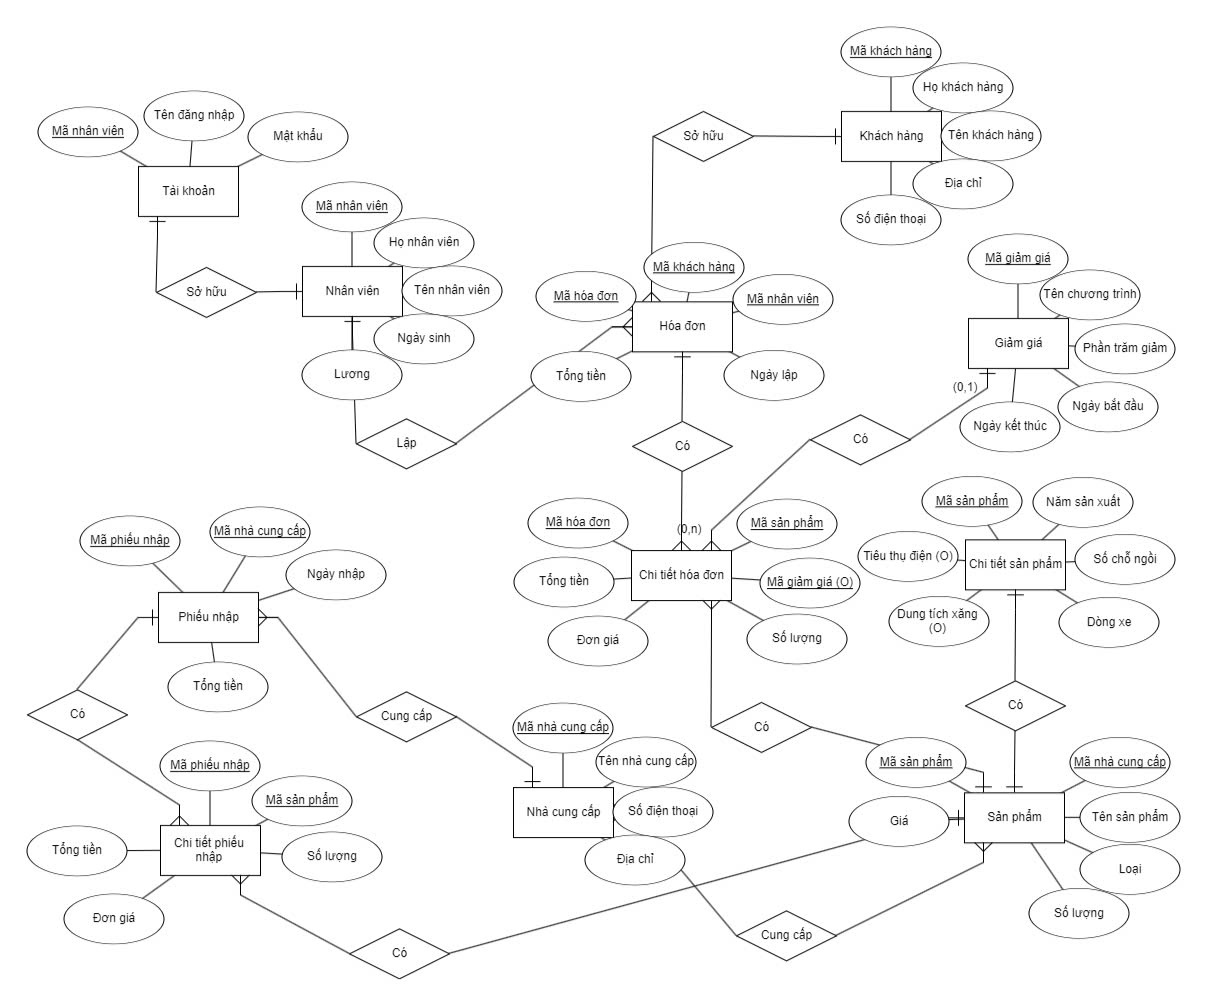 Mã khách hàng
Họ khách hàng
Tên đăng nhập
Mã nhân viên
Mật khẩu
Sở hữu
Khách hàng
Tên khách hàng
Tài khoản
Địa chỉ
Mã nhân viên
Số điện thoại
Họ nhân viên
Mã khách hàng
Mã giảm giá
Sở hữu
Nhân viên
Tên nhân viên
Mã hóa đơn
Mã nhân viên
Tên chương trình
Hóa đơn
Ngày sinh
Giảm giá
Phần trăm giảm
Lương
Tổng tiền
Ngày lập
(0,1)
Ngày bắt đầu
Ngày kết thúc
Lập
Có
Có
Mã sản phẩm
Năm sản xuất
Mã phiếu nhập
Mã nhà cung cấp
Mã hóa đơn
(0,n)
Mã sản phẩm
Tiêu thụ điện (O)
Chi tiết sản phẩm
Số chỗ ngồi
Ngày nhập
Tổng tiền
Chi tiết hóa đơn
Mã giảm giá (O)
Dung tích xăng
(O)
Dòng xe
Phiếu nhập
Đơn giá
Số lượng
Tổng tiền
Có
Cung cấp
Có
Có
Mã nhà cung cấp
Mã phiếu nhập
Tên nhà cung cấp
Mã sản phẩm
Mã nhà cung cấp
Mã sản phẩm
Nhà cung cấp
Số điện thoại
Giá
Sản phẩm
Tên sản phẩm
Tổng tiền
Chi tiết phiếu
nhập
Số lượng
Địa chỉ
Loại
Đơn giá
Số lượng
Cung cấp
Có